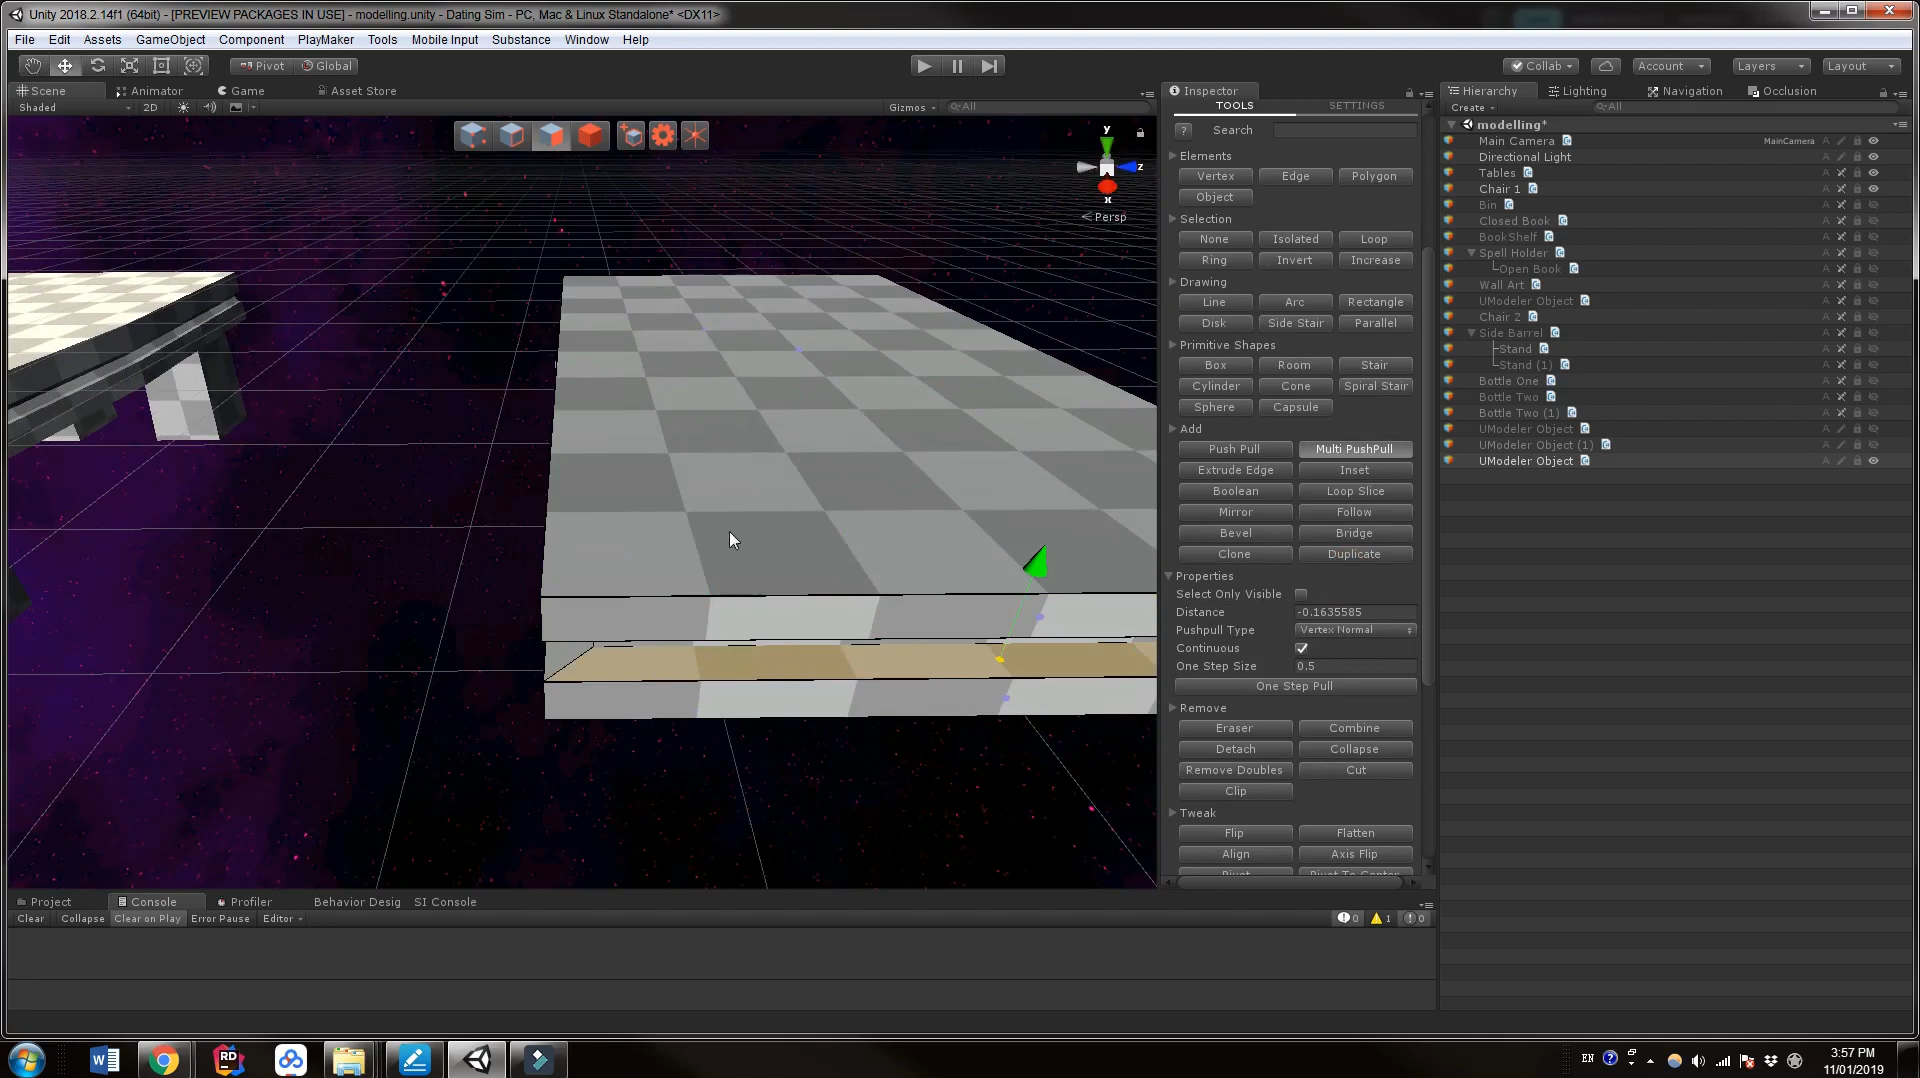 Unity 2018.2.14f1 (64bit) - [PREVIEW PACKAGES IN USE] - modelling.unity - Dating Sim - PC, Mac & Linux Standalone* <DX11>
File Edit Assets GameObject Component PlayMaker Tools Mobile Input Substance Window Help
Pivot Global Collab Account Layers Layout
Scene Animator Game Asset Store
Shaded 2D Gizmos All
y
z
x
Persp
Inspector
TOOLS SETTINGS
? Search
Elements
Vertex Edge Polygon
Object
Selection
None Isolated Loop
Ring Invert Increase
Drawing
Line Arc Rectangle
Disk Side Stair Parallel
Primitive Shapes
Box Room Stair
Cylinder Cone Spiral Stair
Sphere Capsule
Add
Push Pull Multi PushPull
Extrude Edge Inset
Boolean Loop Slice
Mirror Follow
Bevel Bridge
Clone Duplicate
Properties
Select Only Visible
Distance -0.1635585
Pushpull Type Vertex Normal
Continuous
One Step Size 0.5
One Step Pull
Remove
Eraser Combine
Detach Collapse
Remove Doubles Cut
Clip
Tweak
Flip Flatten
Align Axis Flip
Pivot Pivot To Center
Hierarchy Lighting Navigation Occlusion
Create All
modelling*
Main Camera MainCamera
Directional Light
Tables
Chair 1
Bin
Closed Book
BookShelf
Spell Holder
Open Book
Wall Art
UModeler Object
Chair 2
Side Barrel
Stand
Stand (1)
Bottle One
Bottle Two
Bottle Two (1)
UModeler Object
UModeler Object (1)
UModeler Object
Project Console Profiler Behavior Desig SI Console
Clear Collapse Clear on Play Error Pause Editor 0 1 0
W RD EN ? 3:57 PM
11/01/2019